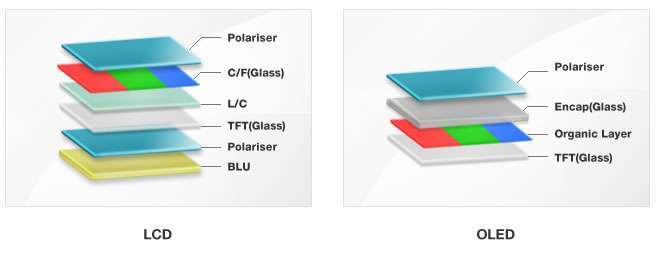 Polariser
C/F(Glass)
L/C
TFT(Glass)
Polariser
BLU
LCD
Polariser
Encap(Glass)
Organic Layer
TFT(Glass)
OLED